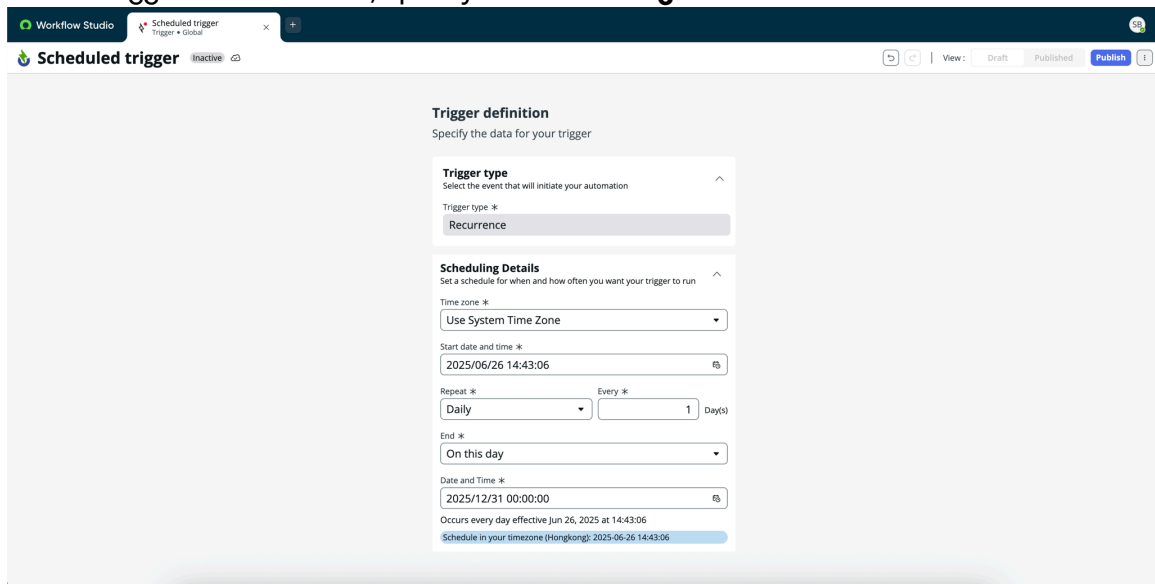 Workflow Studio
Scheduled trigger
Trigger • Global
SB
Scheduled trigger Inactive
View : Draft Published Publish
Trigger definition
Specify the data for your trigger
Trigger type
Select the event that will initiate your automation
Trigger type *
Recurrence
Scheduling Details
Set a schedule for when and how often you want your trigger to run
Time zone *
Use System Time Zone
Start date and time *
2025/06/26 14:43:06
Repeat * Every *
Daily 1 Day(s)
End *
On this day
Date and Time *
2025/12/31 00:00:00
Occurs every day effective Jun 26, 2025 at 14:43:06
Schedule in your timezone (Hongkong): 2025-06-26 14:43:06